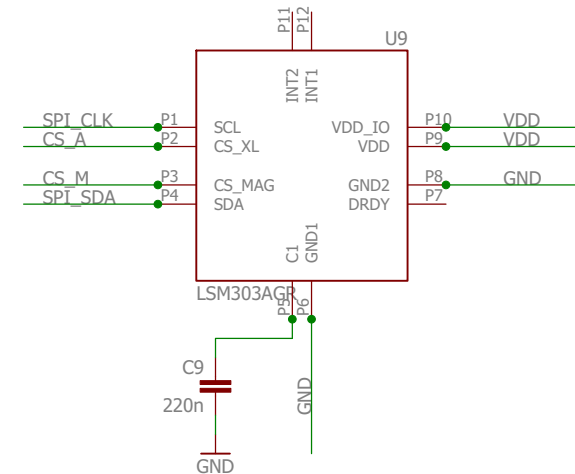 P11
P12
U9
INT2
INT1
SPI_CLK
P1
SCL
VDD_IO
P10
VDD
CS_A
P2
CS_XL
VDD
P9
VDD
CS_M
P3
CS_MAG
GND2
P8
GND
SPI_SDA
P4
SDA
DRDY
P7
C1
GND1
LSM303AGR
P5
P6
C9
220n
GND
GND